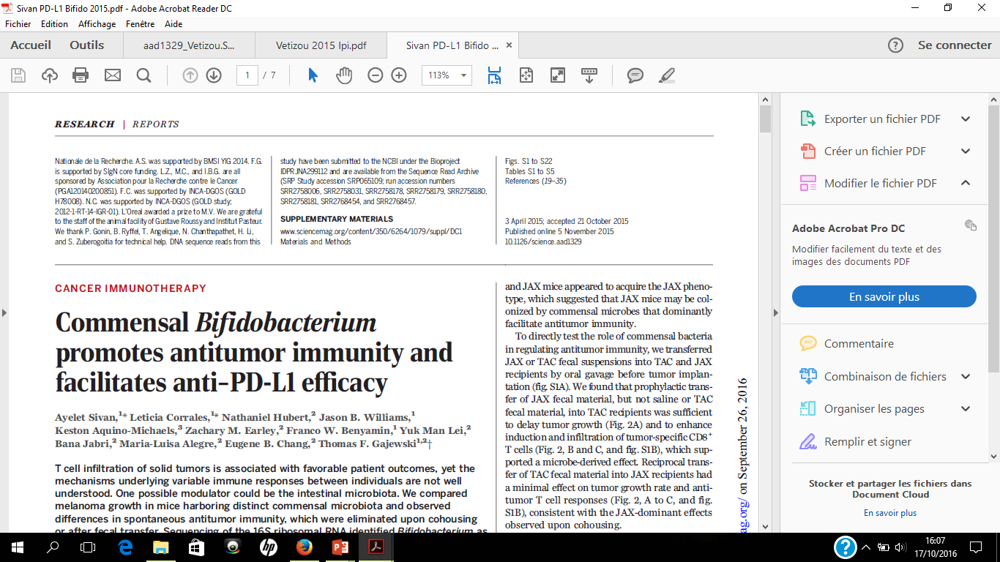 Sivan PD-L1 Bifido 2015.pdf - Adobe Acrobat Reader DC
Fichier Edition Affichage Fenêtre Aide
Accueil Outils aad1329_Vetizou.S... Vetizou 2015 Ipi.pdf Sivan PD-L1 Bifido ... × ? Se connecter
1 / 7 113%
RESEARCH | REPORTS
Nationale de la Recherche. A.S. was supported by BMSI YIG 2014. F.G.
is supported by SIgN core funding. L.Z., M.C., and I.B.G. are all
sponsored by Association pour la Recherche contre le Cancer
(PGA120140200851). F.C. was supported by INCA-DGOS (GOLD
H78008). N.C. was supported by INCA-DGOS (GOLD study;
2012-1-RT-14-IGR-01). L'Oreal awarded a prize to M.V. We are grateful
to the staff of the animal facility of Gustave Roussy and Institut Pasteur.
We thank P. Gonin, B. Ryffel, T. Angelique, N. Chanthapathet, H. Li,
and S. Zuberogoitia for technical help. DNA sequence reads from this
study have been submitted to the NCBI under the Bioproject
IDPRJNA299112 and are available from the Sequence Read Archive
(SRP Study accession SRP065109; run accession numbers
SRR2758006, SRR2758031, SRR2758178, SRR2758179, SRR2758180,
SRR2758181, SRR2768454, and SRR2768457.
SUPPLEMENTARY MATERIALS
www.sciencemag.org/content/350/6264/1079/suppl/DC1
Materials and Methods
Figs. S1 to S22
Tables S1 to S5
References (19–35)
3 April 2015; accepted 21 October 2015
Published online 5 November 2015
10.1126/science.aad1329
CANCER IMMUNOTHERAPY
Commensal Bifidobacterium
promotes antitumor immunity and
facilitates anti–PD-L1 efficacy
Ayelet Sivan,¹* Leticia Corrales,¹* Nathaniel Hubert,² Jason B. Williams,¹
Keston Aquino-Michaels,³ Zachary M. Earley,² Franco W. Benyamin,¹ Yuk Man Lei,²
Bana Jabri,² Maria-Luisa Alegre,² Eugene B. Chang,² Thomas F. Gajewski¹,²†
T cell infiltration of solid tumors is associated with favorable patient outcomes, yet the
mechanisms underlying variable immune responses between individuals are not well
understood. One possible modulator could be the intestinal microbiota. We compared
melanoma growth in mice harboring distinct commensal microbiota and observed
differences in spontaneous antitumor immunity, which were eliminated upon cohousing
or after fecal transfer. Sequencing of the 16S ribosomal RNA identified Bifidobacterium as
and JAX mice appeared to acquire the JAX pheno-
type, which suggested that JAX mice may be col-
onized by commensal microbes that dominantly
facilitate antitumor immunity.
To directly test the role of commensal bacteria
in regulating antitumor immunity, we transferred
JAX or TAC fecal suspensions into TAC and JAX
recipients by oral gavage before tumor implan-
tation (fig. S1A). We found that prophylactic trans-
fer of JAX fecal material, but not saline or TAC
fecal material, into TAC recipients was sufficient
to delay tumor growth (Fig. 2A) and to enhance
induction and infiltration of tumor-specific CD8⁺
T cells (Fig. 2, B and C, and fig. S1B), which sup-
ported a microbe-derived effect. Reciprocal trans-
fer of TAC fecal material into JAX recipients had
a minimal effect on tumor growth rate and anti-
tumor T cell responses (Fig. 2, A to C, and fig.
S1B), consistent with the JAX-dominant effects
observed upon cohousing.
ag.org/ on September 26, 2016
Exporter un fichier PDF
Créer un fichier PDF
Modifier le fichier PDF
Adobe Acrobat Pro DC
Modifier facilement du texte et des
images des documents PDF
En savoir plus
Commentaire
Combinaison de fichiers
Organiser les pages
Remplir et signer
Stocker et partager les fichiers dans
Document Cloud
En savoir plus
16:07
17/10/2016